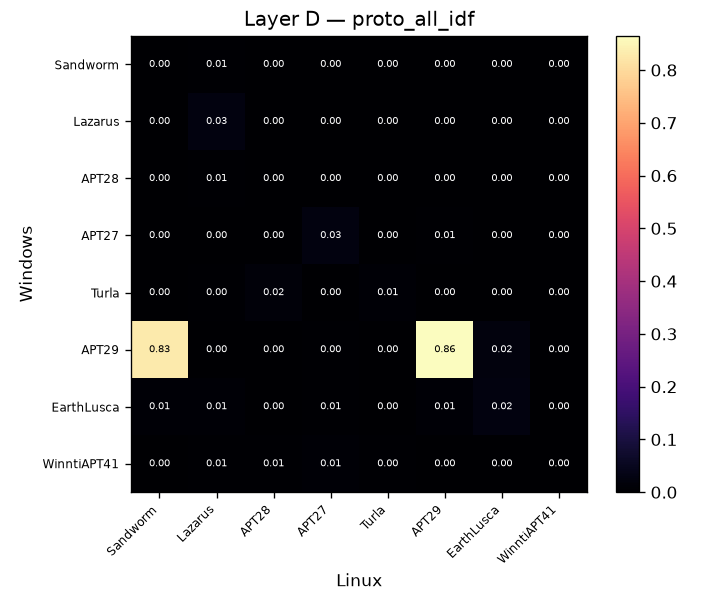 Layer D — proto_all_idf
Windows
Sandworm 0.00 0.01 0.00 0.00 0.00 0.00 0.00 0.00
Lazarus 0.00 0.03 0.00 0.00 0.00 0.00 0.00 0.00
APT28 0.00 0.01 0.00 0.00 0.00 0.00 0.00 0.00
APT27 0.00 0.00 0.00 0.03 0.00 0.01 0.00 0.00
Turla 0.00 0.00 0.02 0.00 0.01 0.00 0.00 0.00
APT29 0.83 0.00 0.00 0.00 0.00 0.86 0.02 0.00
EarthLusca 0.01 0.01 0.00 0.01 0.00 0.01 0.02 0.00
WinntiAPT41 0.00 0.01 0.01 0.01 0.00 0.00 0.00 0.00
Sandworm Lazarus APT28 APT27 Turla APT29 EarthLusca WinntiAPT41
Linux
0.8
0.7
0.6
0.5
0.4
0.3
0.2
0.1
0.0